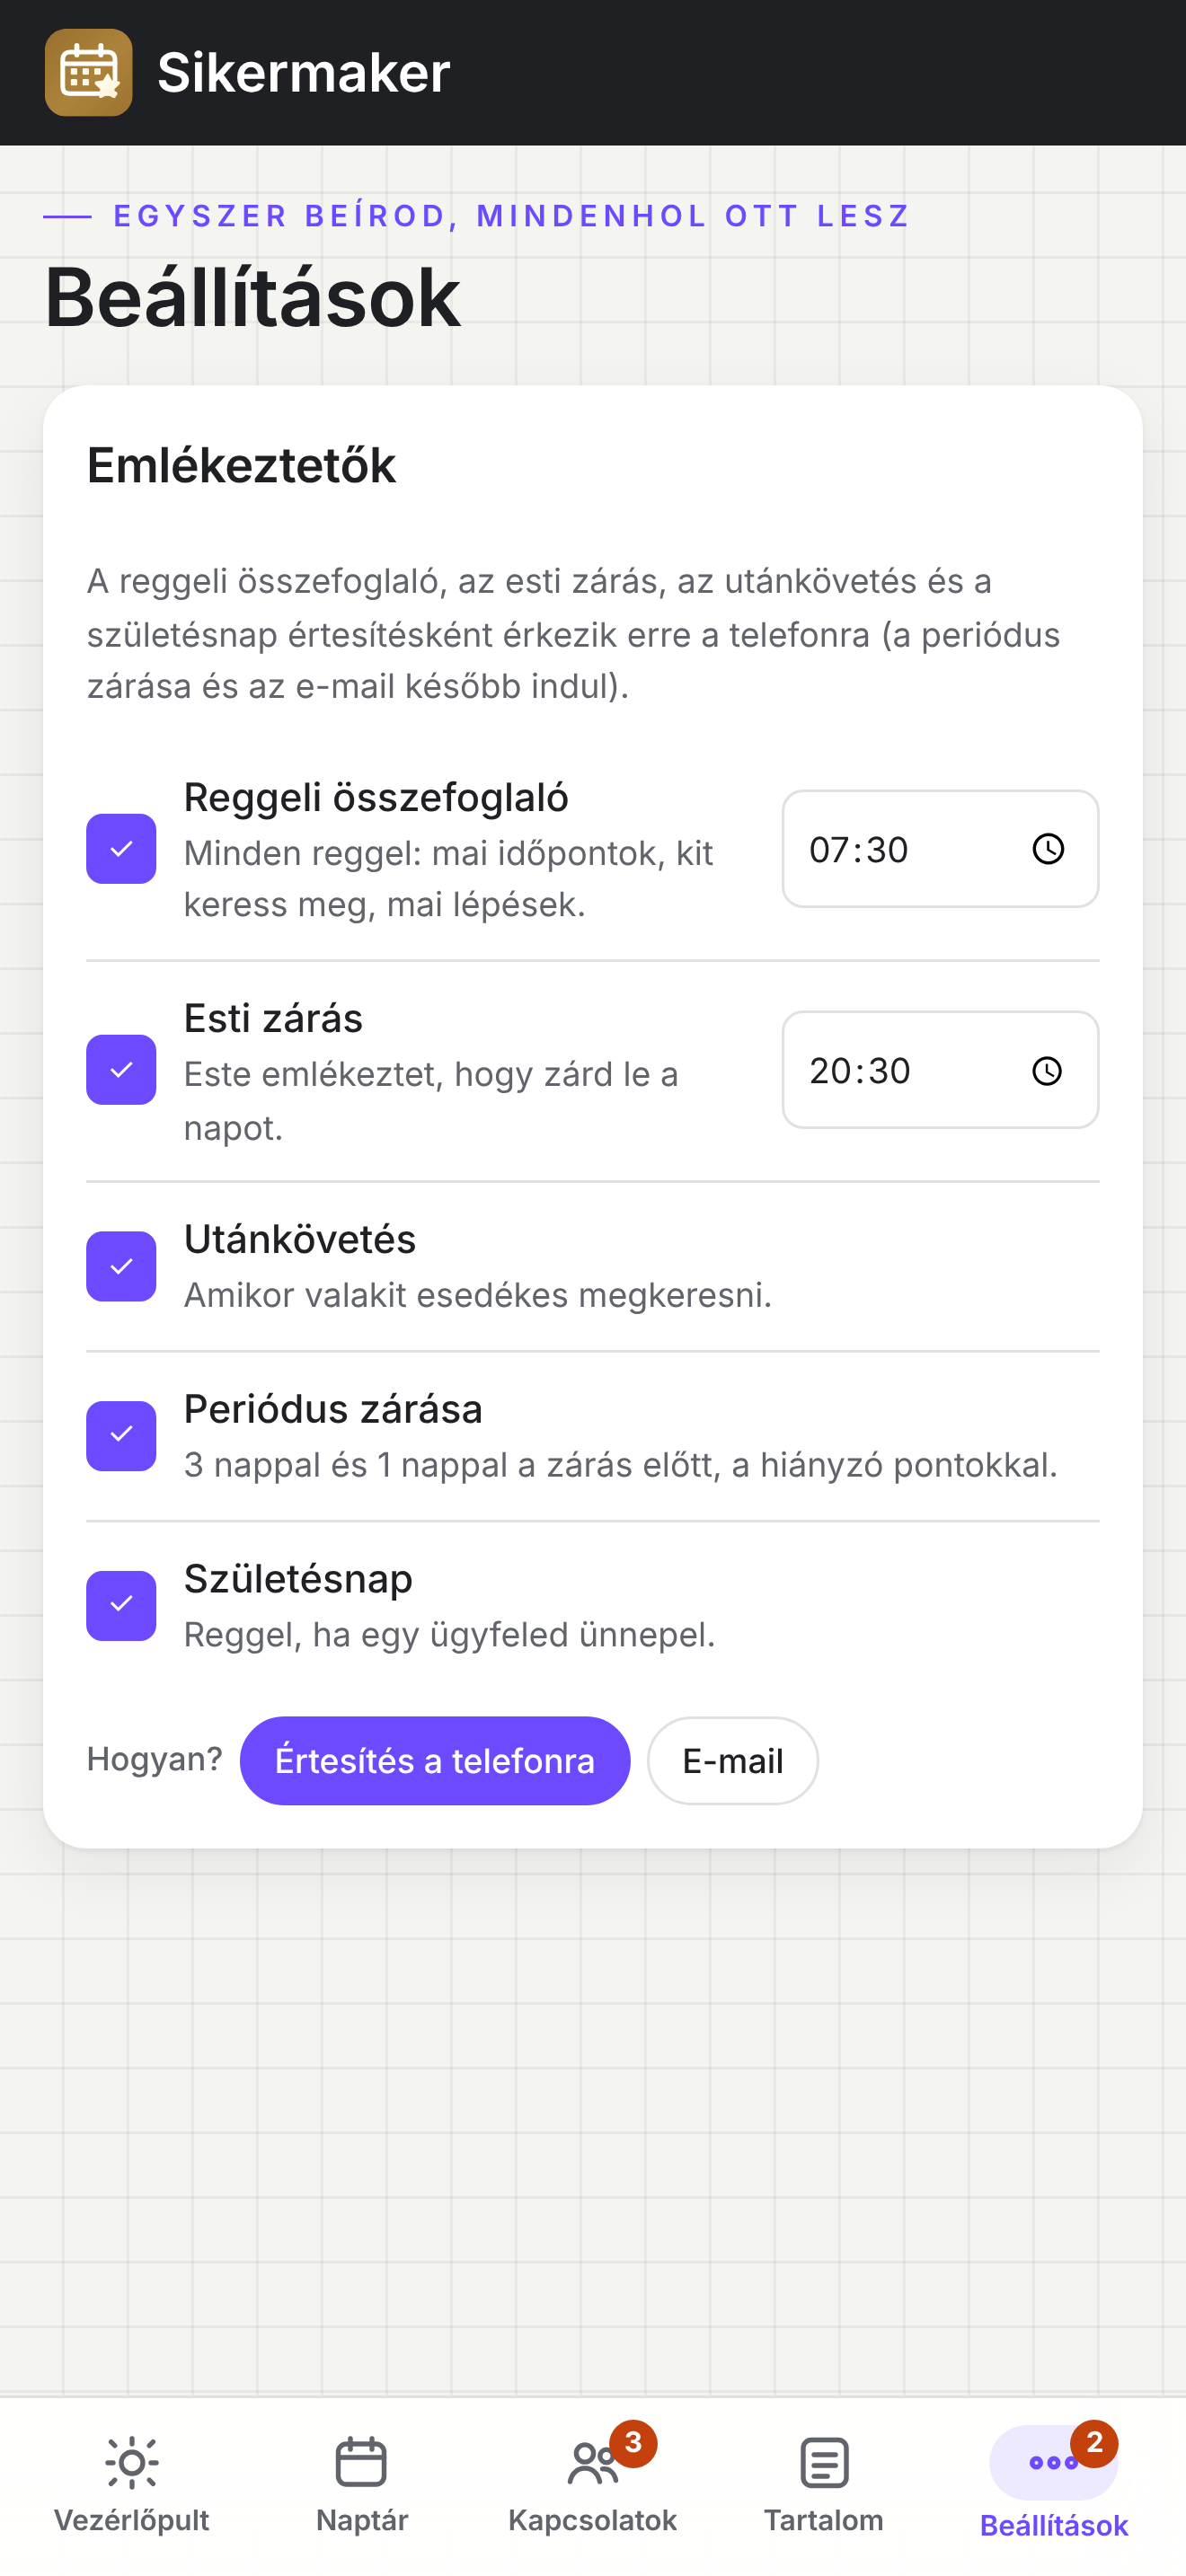 Sikermaker
EGYSZER BEÍROD, MINDENHOL OTT LESZ
Beállítások
Emlékeztetők
A reggeli összefoglaló, az esti zárás, az utánkövetés és a
születésnap értesítésként érkezik erre a telefonra (a periódus
zárása és az e-mail később indul).
Reggeli összefoglaló
Minden reggel: mai időpontok, kit
keress meg, mai lépések.
07:30
Esti zárás
Este emlékeztet, hogy zárd le a
napot.
20:30
Utánkövetés
Amikor valakit esedékes megkeresni.
Periódus zárása
3 nappal és 1 nappal a zárás előtt, a hiányzó pontokkal.
Születésnap
Reggel, ha egy ügyfeled ünnepel.
Hogyan? Értesítés a telefonra E-mail
3 2
Vezérlőpult Naptár Kapcsolatok Tartalom Beállítások